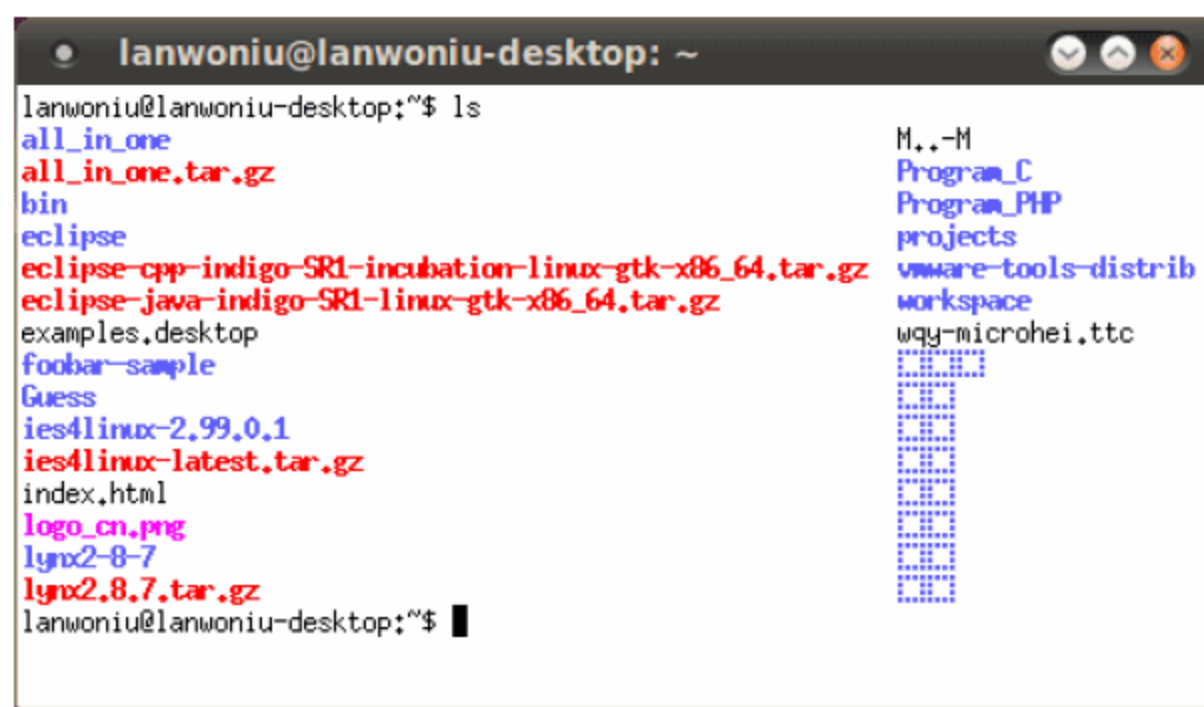 lanwoniu@lanwoniu-desktop: ~
lanwoniu@lanwoniu-desktop:~$ ls
all_in_one M..-M
all_in_one.tar.gz Program_C
bin Program_PHP
eclipse projects
eclipse-cpp-indigo-SR1-incubation-linux-gtk-x86_64.tar.gz vmware-tools-distrib
eclipse-java-indigo-SR1-linux-gtk-x86_64.tar.gz workspace
examples.desktop wqy-microhei.ttc
foobar-sample
Guess
ies4linux-2.99.0.1
ies4linux-latest.tar.gz
index.html
logo_cn.png
lynx2-8-7
lynx2.8.7.tar.gz
lanwoniu@lanwoniu-desktop:~$